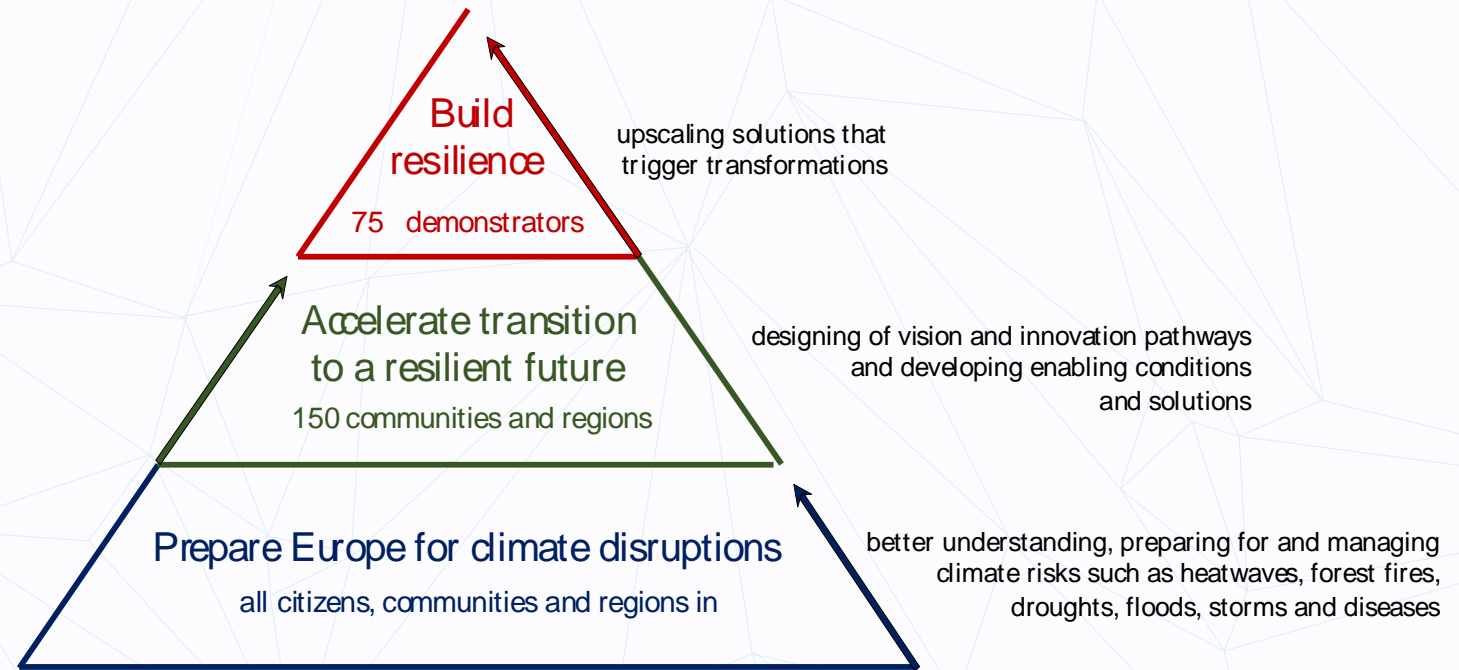 Build
resilience
75 demonstrators
upscaling solutions that
trigger transformations
Accelerate transition
to a resilient future
150 communities and regions
designing of vision and innovation pathways
and developing enabling conditions
and solutions
Prepare Europe for climate disruptions
all citizens, communities and regions in
better understanding, preparing for and managing
climate risks such as heatwaves, forest fires,
droughts, floods, storms and diseases